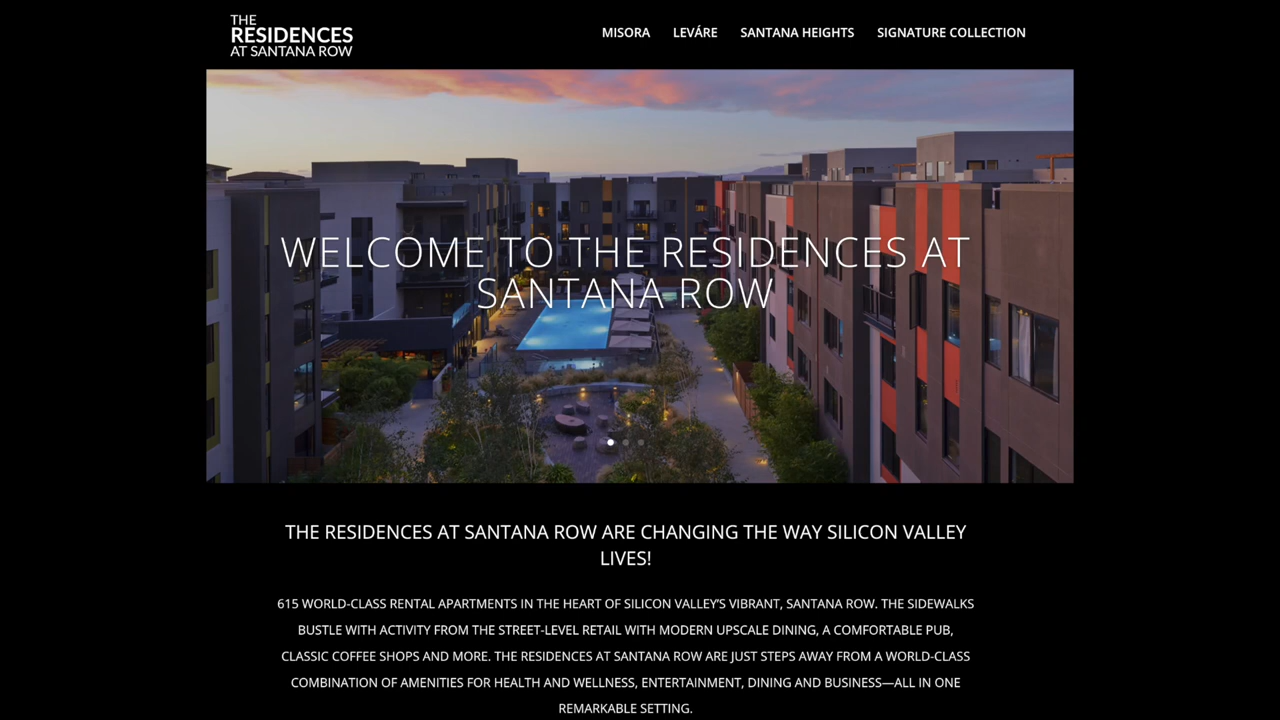 THE
RESIDENCES
AT SANTANA ROW
MISORA LEVÁRE SANTANA HEIGHTS SIGNATURE COLLECTION
WELCOME TO THE RESIDENCES AT
SANTANA ROW
THE RESIDENCES AT SANTANA ROW ARE CHANGING THE WAY SILICON VALLEY
LIVES!
615 WORLD-CLASS RENTAL APARTMENTS IN THE HEART OF SILICON VALLEY’S VIBRANT, SANTANA ROW. THE SIDEWALKS
BUSTLE WITH ACTIVITY FROM THE STREET-LEVEL RETAIL WITH MODERN UPSCALE DINING, A COMFORTABLE PUB,
CLASSIC COFFEE SHOPS AND MORE. THE RESIDENCES AT SANTANA ROW ARE JUST STEPS AWAY FROM A WORLD-CLASS
COMBINATION OF AMENITIES FOR HEALTH AND WELLNESS, ENTERTAINMENT, DINING AND BUSINESS—ALL IN ONE
REMARKABLE SETTING.